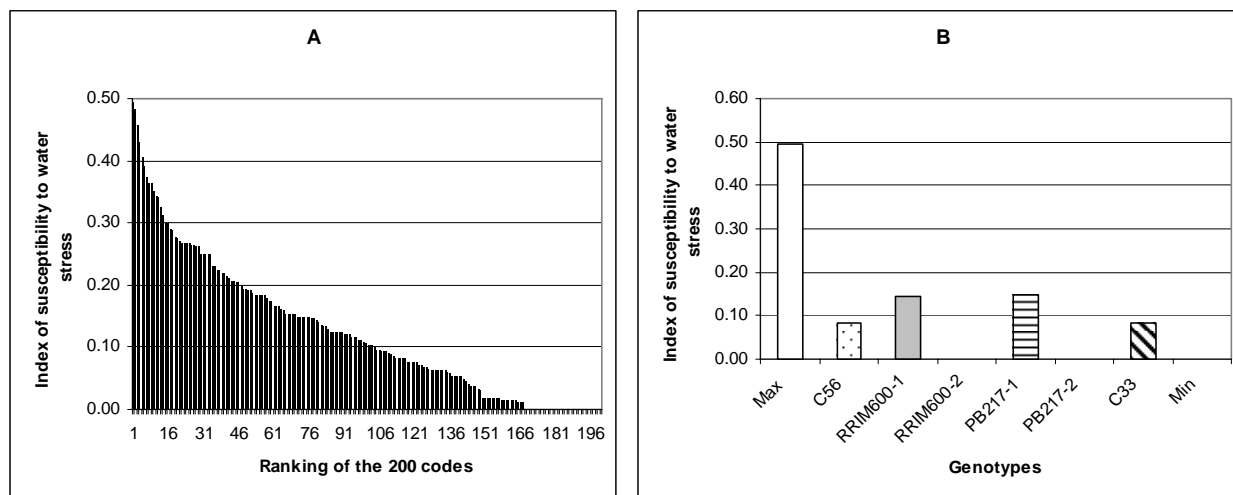 A
Index of susceptibility to water
stress
0.50
0.40
0.30
0.20
0.10
0.00
1 16 31 46 61 76 91 106 121 136 151 166 181 196
Ranking of the 200 codes
B
Index of susceptibility to water
stress
0.60
0.50
0.40
0.30
0.20
0.10
0.00
Max C56 RRIM600-1 RRIM600-2 PB217-1 PB217-2 C33 Min
Genotypes